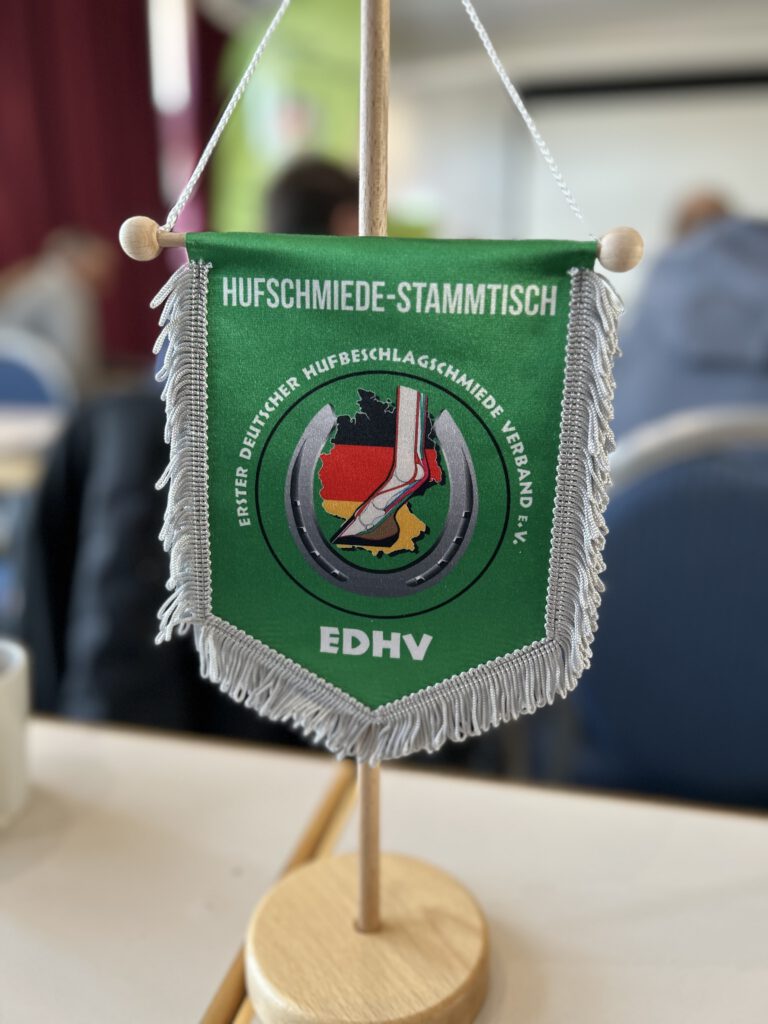 HUFSCHMIEDE-STAMMTISCH
ERSTER DEUTSCHER HUFBESCHLAGSCHMIEDE VERBAND E.V.
EDHV